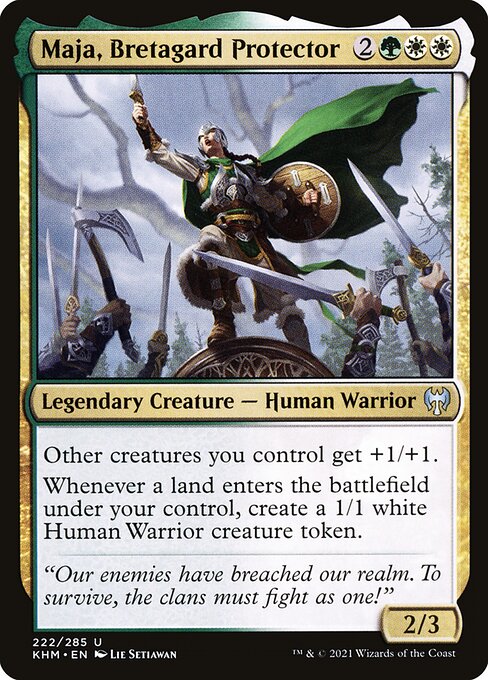 Maja, Bretagard Protector 2
Legendary Creature — Human Warrior
Other creatures you control get +1/+1.
Whenever a land enters the battlefield
under your control, create a 1/1 white
Human Warrior creature token.
“Our enemies have breached our realm. To
survive, the clans must fight as one!”
2/3
222/285 U
KHM • EN Lie Setiawan
™ & © 2021 Wizards of the Coast